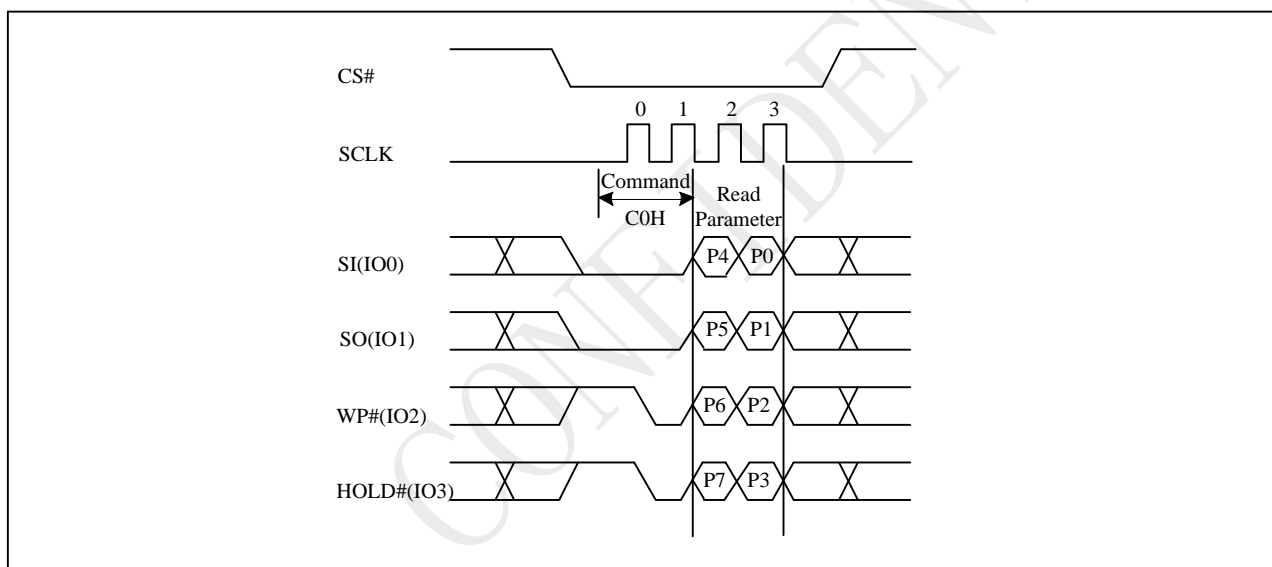 CS#
0 1 2 3
SCLK
Command
Read
C0H
Parameter
SI(IO0)
P4 P0
SO(IO1)
P5 P1
WP#(IO2)
P6 P2
HOLD#(IO3)
P7 P3
CONFIDEN